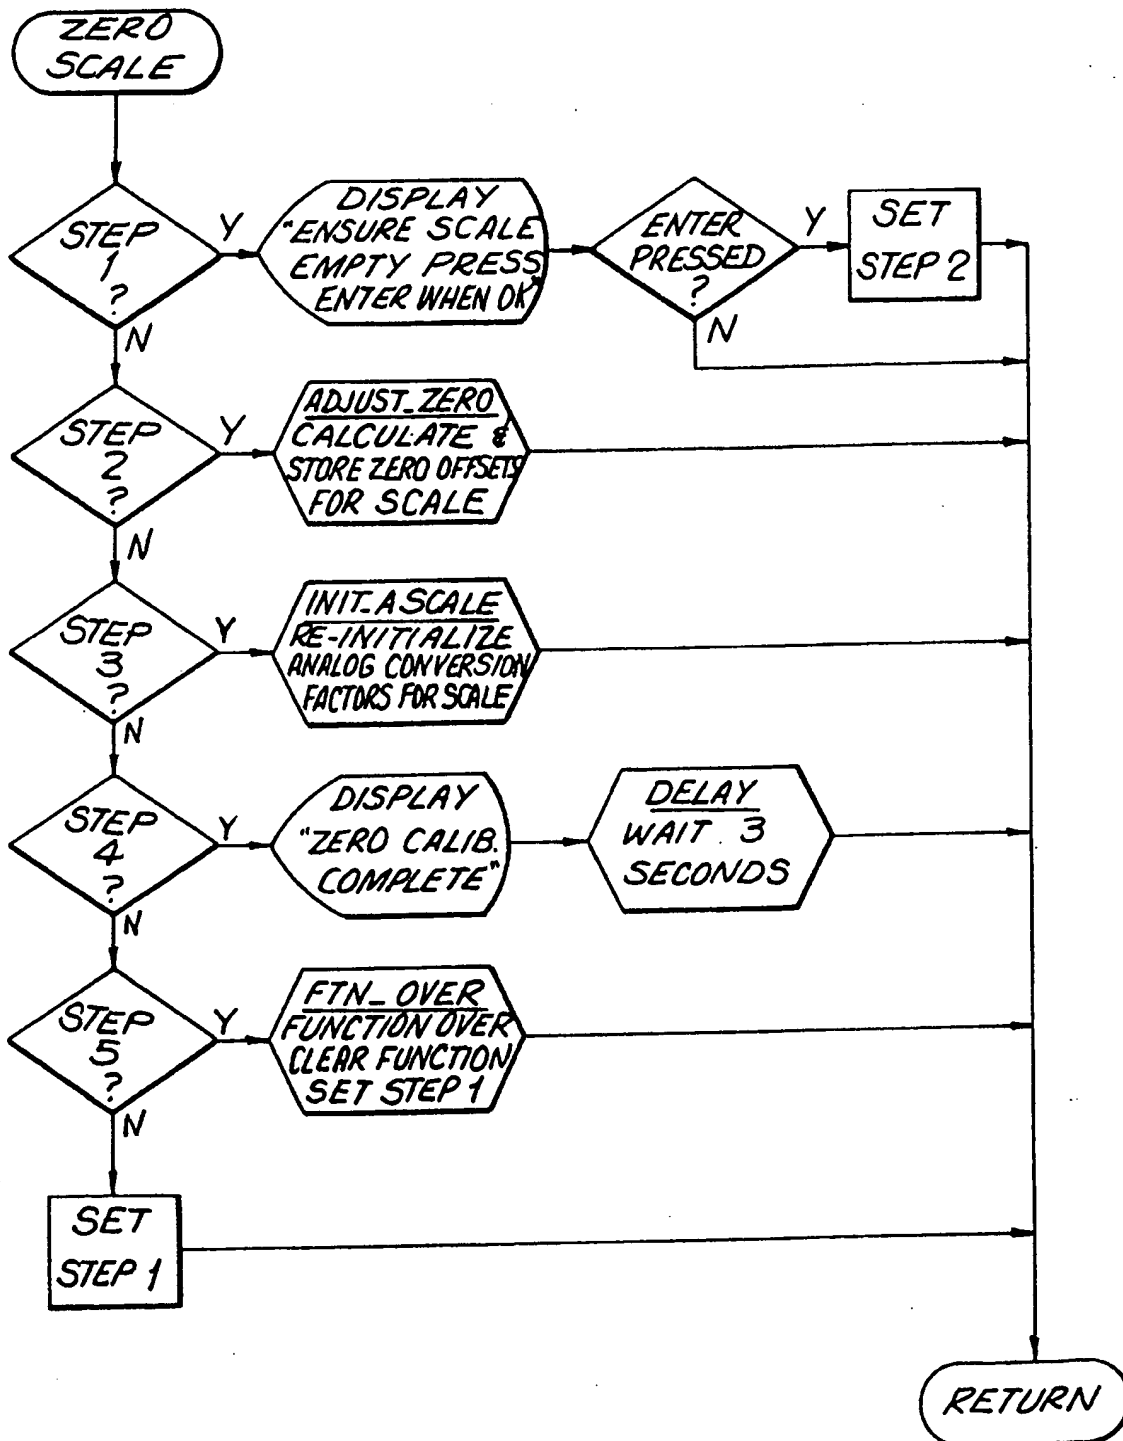 ZERO
SCALE
STEP
1
?
Y
N
DISPLAY
"ENSURE SCALE
EMPTY PRESS
ENTER WHEN OK"
ENTER
PRESSED
?
Y
N
SET
STEP 2
STEP
2
?
Y
N
ADJUST_ZERO
CALCULATE &
STORE ZERO OFFSETS
FOR SCALE
STEP
3
?
Y
N
INIT_ASCALE
RE-INITIALIZE
ANALOG CONVERSION
FACTORS FOR SCALE
STEP
4
?
Y
N
DISPLAY
"ZERO CALIB.
COMPLETE"
DELAY
WAIT 3
SECONDS
STEP
5
?
Y
N
FTN_OVER
FUNCTION OVER
CLEAR FUNCTION
SET STEP 1
SET
STEP 1
RETURN